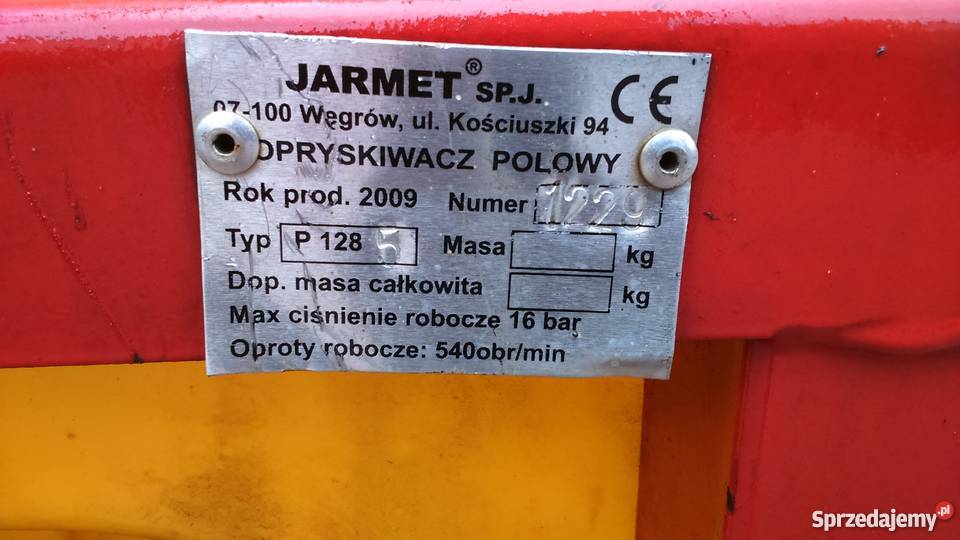 JARMET® SP.J.
07-100 Węgrów, ul. Kościuszki 94
CE
OPRYSKIWACZ POLOWY
Rok prod. 2009 Numer 1229
Typ P 128 5 Masa kg
Dop. masa całkowita kg
Max ciśnienie robocze 16 bar
Oproty robocze: 540obr/min
Sprzedajemy.pl